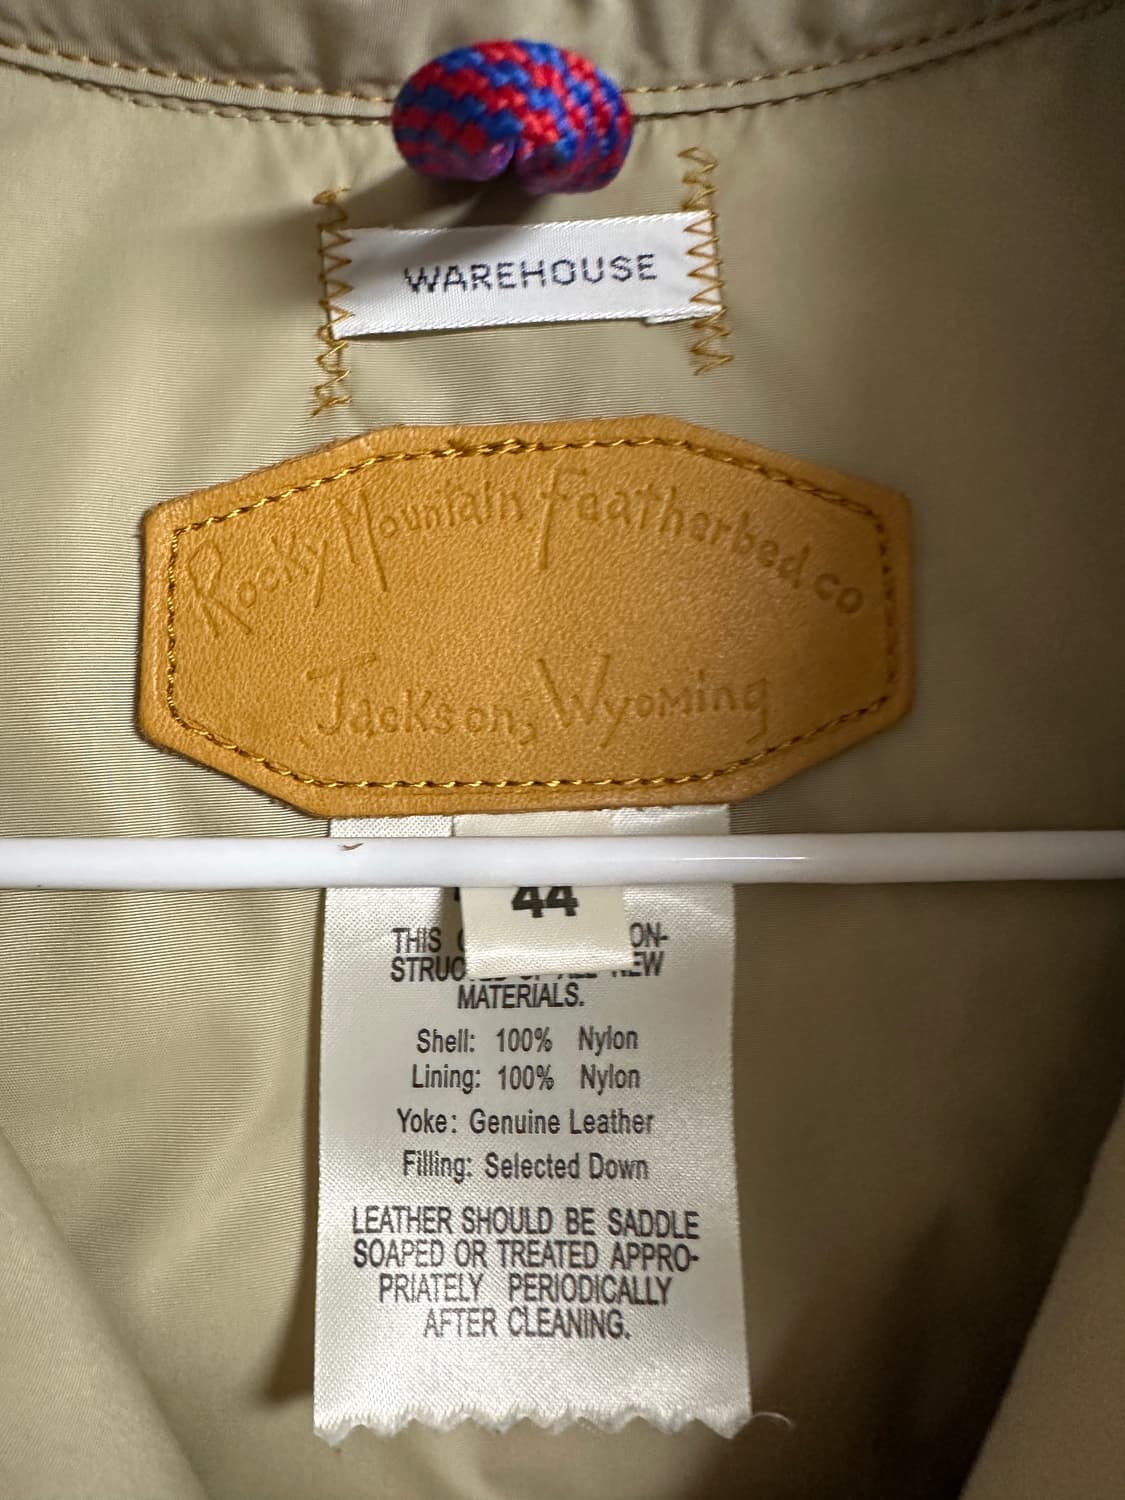 WAREHOUSE
Rocky Mountain Featherbed co
Jackson, Wyoming
44
THIS ON-
NEW
MATERIALS.
Shell: 100% Nylon
Lining: 100% Nylon
Yoke: Genuine Leather
Filling: Selected Down
LEATHER SHOULD BE SADDLE
SOAPED OR TREATED APPRO-
PRIATELY PERIODICALLY
AFTER CLEANING.